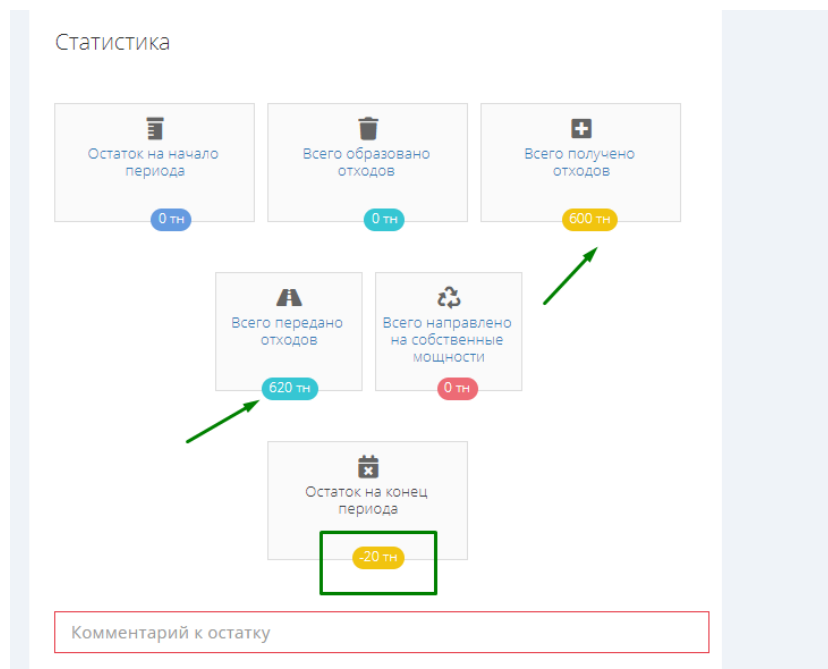 Статистика
Остаток на начало
периода
0 тн
Всего образовано
отходов
0 тн
Всего получено
отходов
600 тн
Всего передано
отходов
620 тн
Всего направлено
на собственные
мощности
0 тн
Остаток на конец
периода
-20 тн
Комментарий к остатку